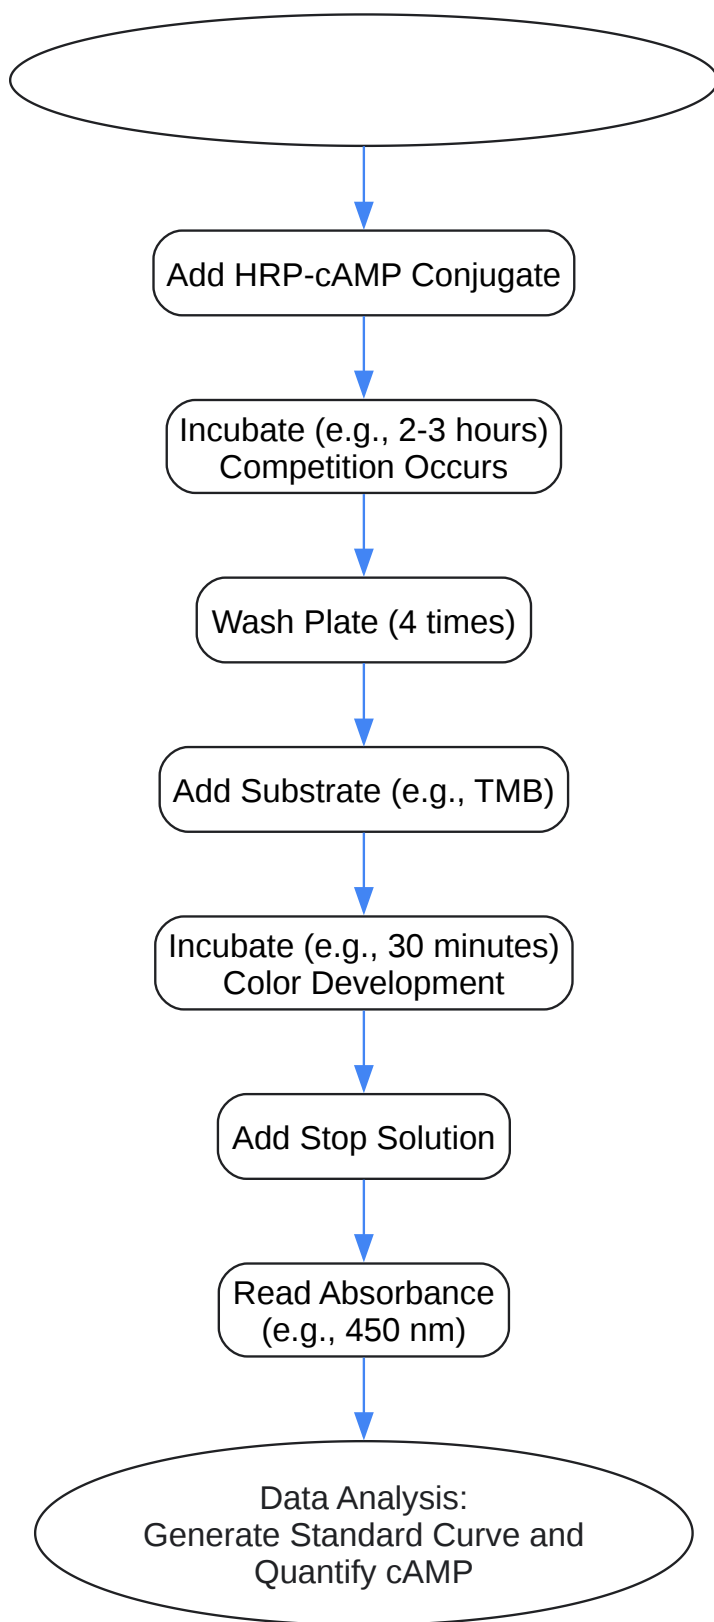 Add HRP-cAMP Conjugate
Incubate (e.g., 2-3 hours)
Competition Occurs
Wash Plate (4 times)
Add Substrate (e.g., TMB)
Incubate (e.g., 30 minutes)
Color Development
Add Stop Solution
Read Absorbance
(e.g., 450 nm)
Data Analysis:
Generate Standard Curve and
Quantify cAMP